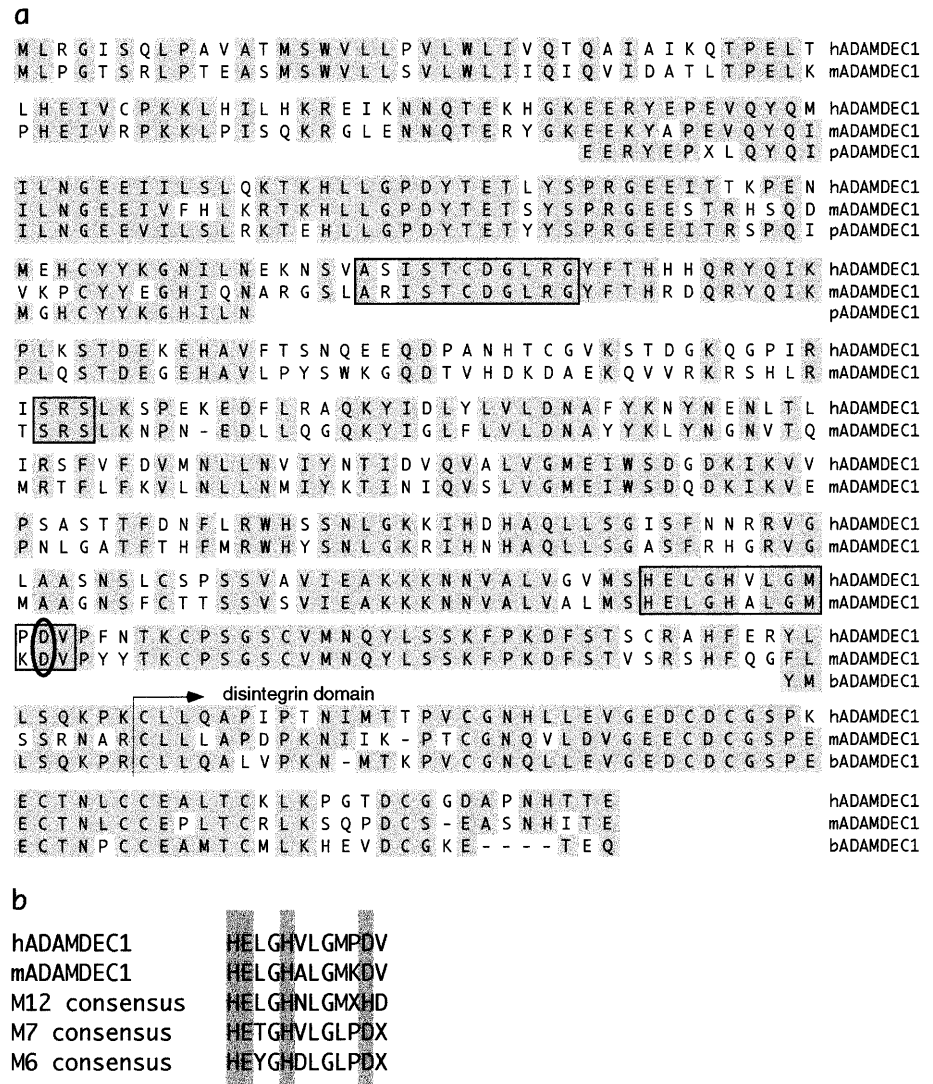 a
M L R G I S Q L P A V A T M S W V L L P V L W L I V Q T Q A I A I K Q T P E L T hADAMDEC1
M L P G T S R L P T E A S M S W V L L S V L W L I I Q I Q V I D A T L T P E L K mADAMDEC1
L H E I V C P K K L H I L H K R E I K N N Q T E K H G K E E R Y E P E V Q Y Q M hADAMDEC1
P H E I V R P K K L P I S Q K R G L E N N Q T E R Y G K E E K Y A P E V Q Y Q I mADAMDEC1
E E R Y E P X L Q Y Q I pADAMDEC1
I L N G E E I I L S L Q K T K H L L G P D Y T E T L Y S P R G E E I T T K P E N hADAMDEC1
I L N G E E I V F H L K R T K H L L G P D Y T E T S Y S P R G E E S T R H S Q D mADAMDEC1
I L N G E E V I L S L R K T E H L L G P D Y T E T Y Y S P R G E E I T R S P Q I pADAMDEC1
M E H C Y Y K G N I L N E K N S V A S I S T C D G L R G Y F T H H H Q R Y Q I K hADAMDEC1
V K P C Y Y E G H I Q N A R G S L A R I S T C D G L R G Y F T H R D Q R Y Q I K mADAMDEC1
M G H C Y Y K G H I L N pADAMDEC1
P L K S T D E K E H A V F T S N Q E E Q D P A N H T C G V K S T D G K Q G P I R hADAMDEC1
P L Q S T D E G E H A V L P Y S W K G Q D T V H D K D A E K Q V V R K R S H L R mADAMDEC1
I S R S L K S P E K E D F L R A Q K Y I D L Y L V L D N A F Y K N Y N E N L T L hADAMDEC1
T S R S L K N P N - E D L L Q G Q K Y I G L F L V L D N A Y Y K L Y N G N V T Q mADAMDEC1
I R S F V F D V M N L L N V I Y N T I D V Q V A L V G M E I W S D G D K I K V V hADAMDEC1
M R T F L F K V L N L L N M I Y K T I N I Q V S L V G M E I W S D Q D K I K V E mADAMDEC1
P S A S T T F D N F L R W H S S N L G K K I H D H A Q L L S G I S F N N R R V G hADAMDEC1
P N L G A T F T H F M R W H Y S N L G K R I H N H A Q L L S G A S F R H G R V G mADAMDEC1
L A A S N S L C S P S S V A V I E A K K K N N V A L V G V M S H E L G H V L G M hADAMDEC1
M A A G N S F C T T S S V S V I E A K K K N N V A L V A L M S H E L G H A L G M mADAMDEC1
P D V P F N T K C P S G S C V M N Q Y L S S K F P K D F S T S C R A H F E R Y L hADAMDEC1
K D V P Y Y T K C P S G S C V M N Q Y L S S K F P K D F S T V S R S H F Q G F L mADAMDEC1
Y M bADAMDEC1
disintegrin domain
L S Q K P K C L L Q A P I P T N I M T T P V C G N H L L E V G E D C D C G S P K hADAMDEC1
S S R N A R C L L L A P D P K N I I K - P T C G N Q V L D V G E E C D C G S P E mADAMDEC1
L S Q K P R C L L Q A L V P K N - M T K P V C G N Q L L E V G E D C D C G S P E bADAMDEC1
E C T N L C C E A L T C K L K P G T D C G G D A P N H T T E hADAMDEC1
E C T N L C C E P L T C R L K S Q P D C S - E A S N H I T E mADAMDEC1
E C T N P C C E A M T C M L K H E V D C G K E - - - - T E Q bADAMDEC1
b
hADAMDEC1 HELGHVLGMPDV
mADAMDEC1 HELGHALGMKDV
M12 consensus HELGHNLGMXHD
M7 consensus HETGHVLGLPDX
M6 consensus HEYGHDLGLPDX